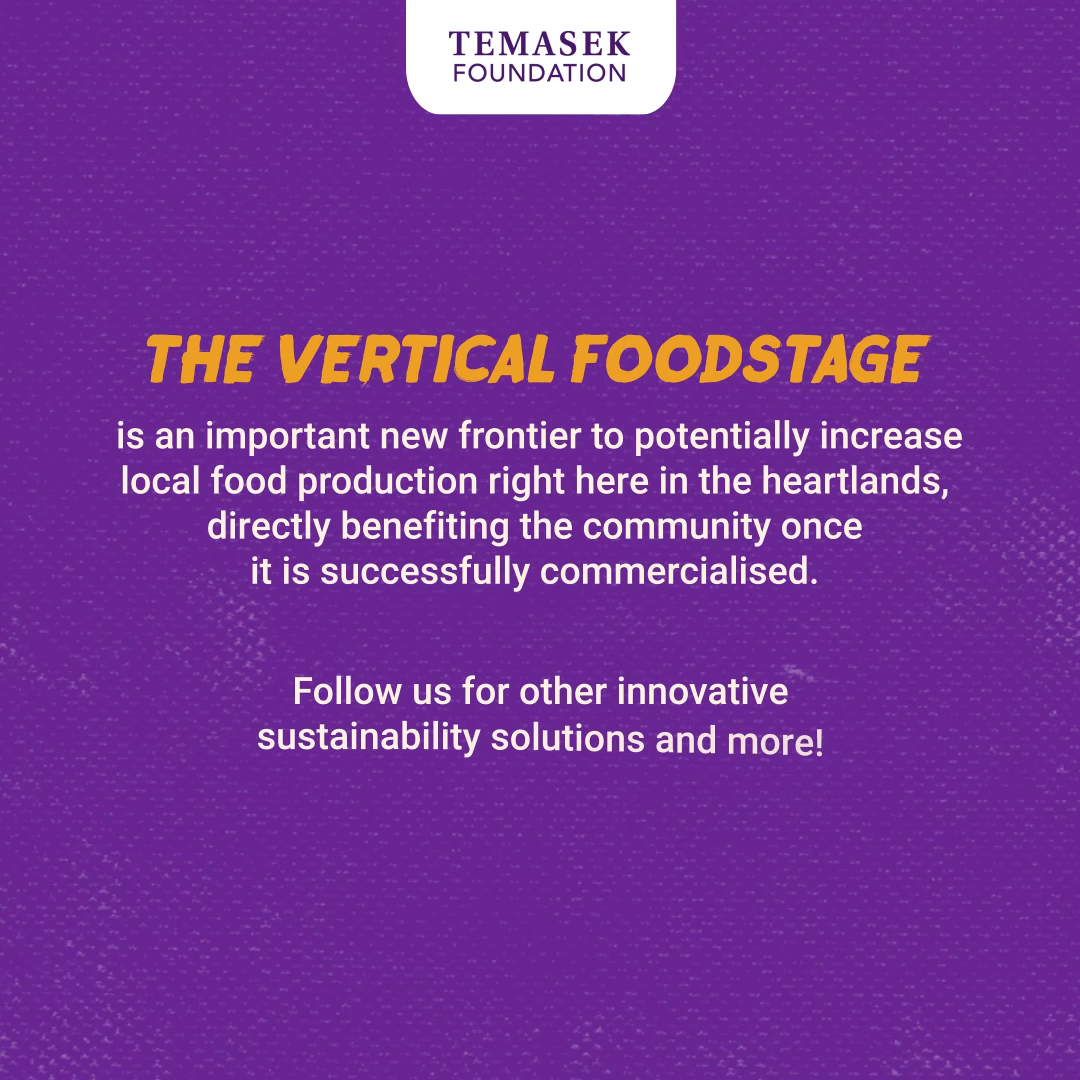 TEMASEK
FOUNDATION
THE VERTICAL FOODSTAGE
is an important new frontier to potentially increase
local food production right here in the heartlands,
directly benefiting the community once
it is successfully commercialised.
Follow us for other innovative
sustainability solutions and more!